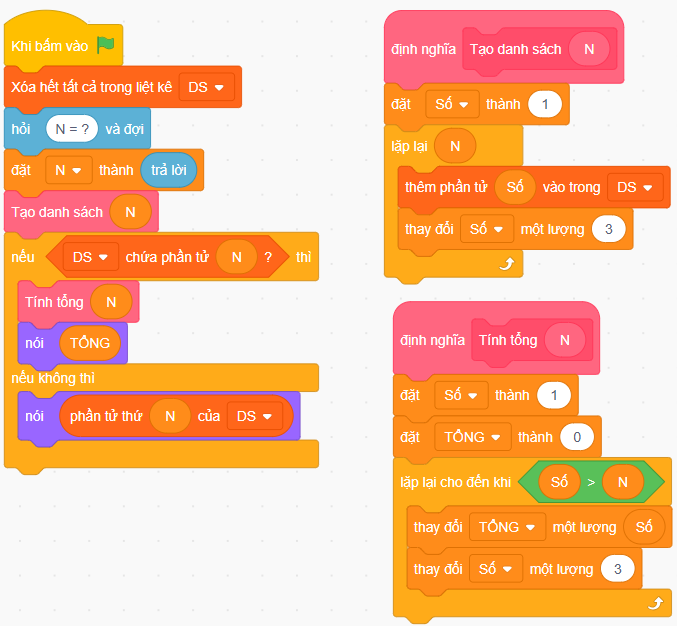 Khi bấm vào
Xóa hết tất cả trong liệt kê DS
hỏi N = ? và đợi
đặt N thành trả lời
Tạo danh sách N
nếu DS chứa phần tử N ? thì
Tính tổng N
nói TỔNG
nếu không thì
nói phần tử thứ N của DS
định nghĩa Tạo danh sách N
đặt Số thành 1
lặp lại N
thêm phần tử Số vào trong DS
thay đổi Số một lượng 3
định nghĩa Tính tổng N
đặt Số thành 1
đặt TỔNG thành 0
lặp lại cho đến khi Số > N
thay đổi TỔNG một lượng Số
thay đổi Số một lượng 3